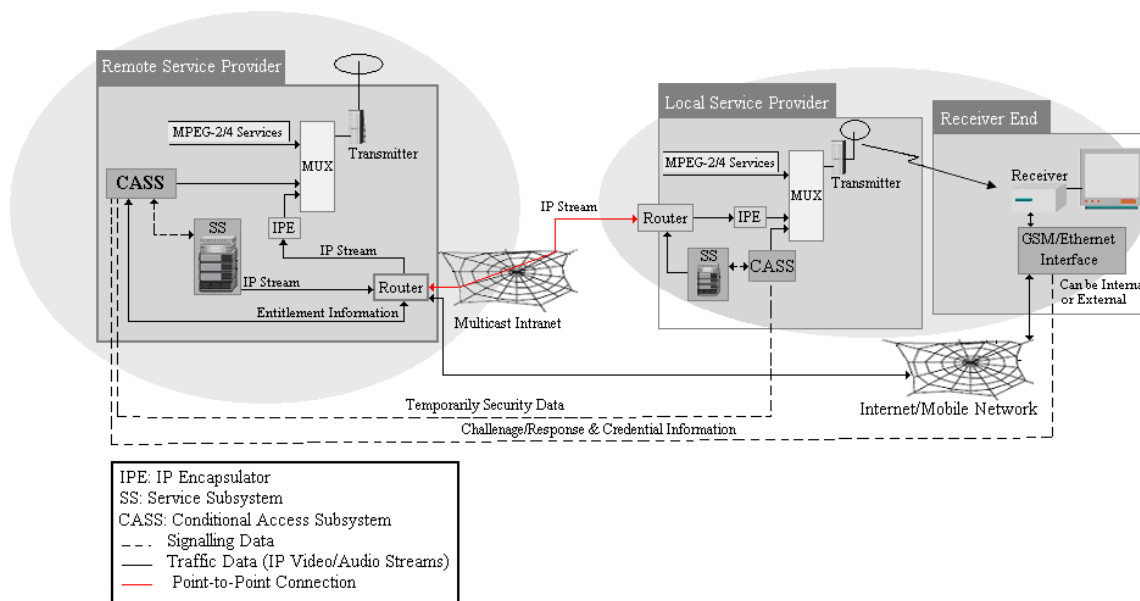 Remote Service Provider
MPEG-2/4 Services
MUX
Transmitter
CASS
SS
IPE
IP Stream
IP Stream
Router
Entitlement Information
IP Stream
Multicast Intranet
Local Service Provider
MPEG-2/4 Services
MUX
Transmitter
Router
IPE
SS
CASS
Receiver End
Receiver
GSM/Ethernet
Interface
Can be Interna
or External
Internet/Mobile Network
Temporarily Security Data
Challenage/Response & Credential Information
IPE: IP Encapsulator
SS: Service Subsystem
CASS: Conditional Access Subsystem
Signalling Data
Traffic Data (IP Video/Audio Streams)
Point-to-Point Connection